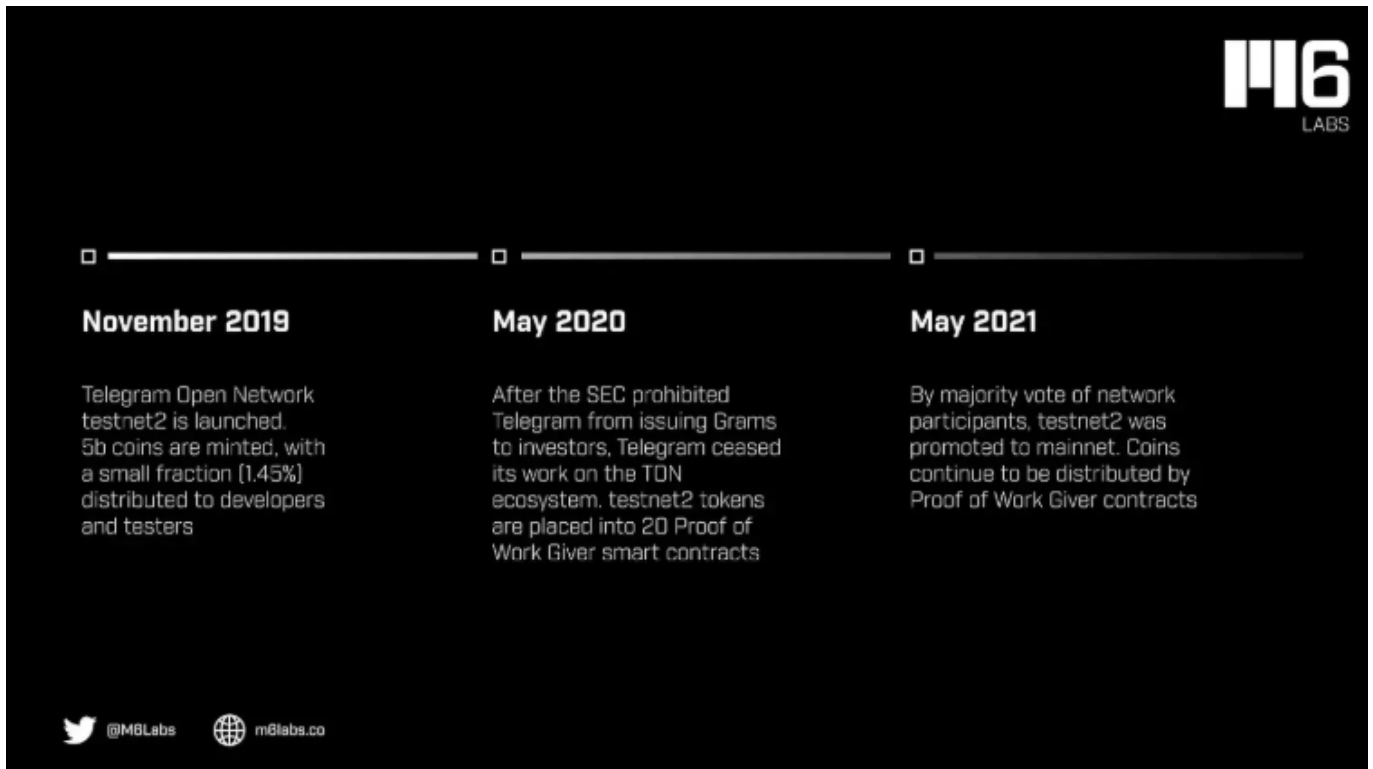 M6
LABS
November 2019
Telegram Open Network
testnet2 is launched.
5b coins are minted, with
a small fraction (1.45%)
distributed to developers
and testers
May 2020
After the SEC prohibited
Telegram from issuing Grams
to investors, Telegram ceased
its work on the TON
ecosystem. testnet2 tokens
are placed into 20 Proof of
Work Giver smart contracts
May 2021
By majority vote of network
participants, testnet2 was
promoted to mainnet. Coins
continue to be distributed by
Proof of Work Giver contracts
@M6Labs
m6labs.co